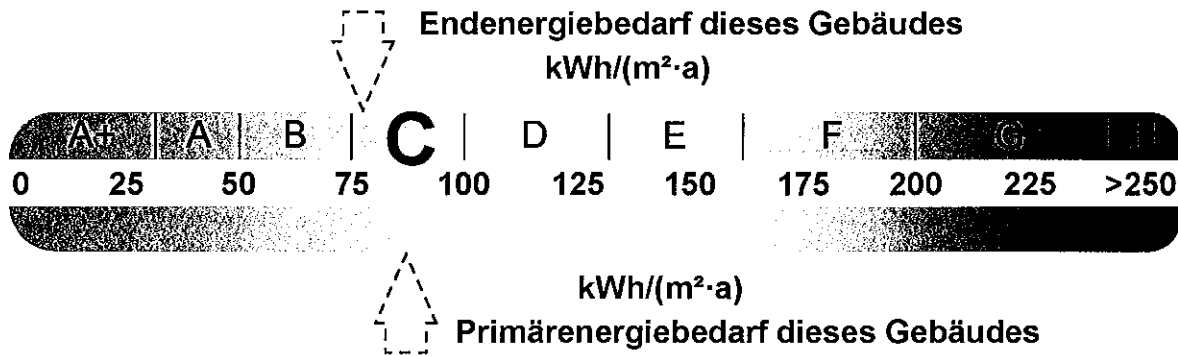 Endenergiebedarf dieses Gebäudes
kWh/(m²·a)
A+ A B C D E F G H
0 25 50 75 100 125 150 175 200 225 >250
kWh/(m²·a)
Primärenergiebedarf dieses Gebäudes